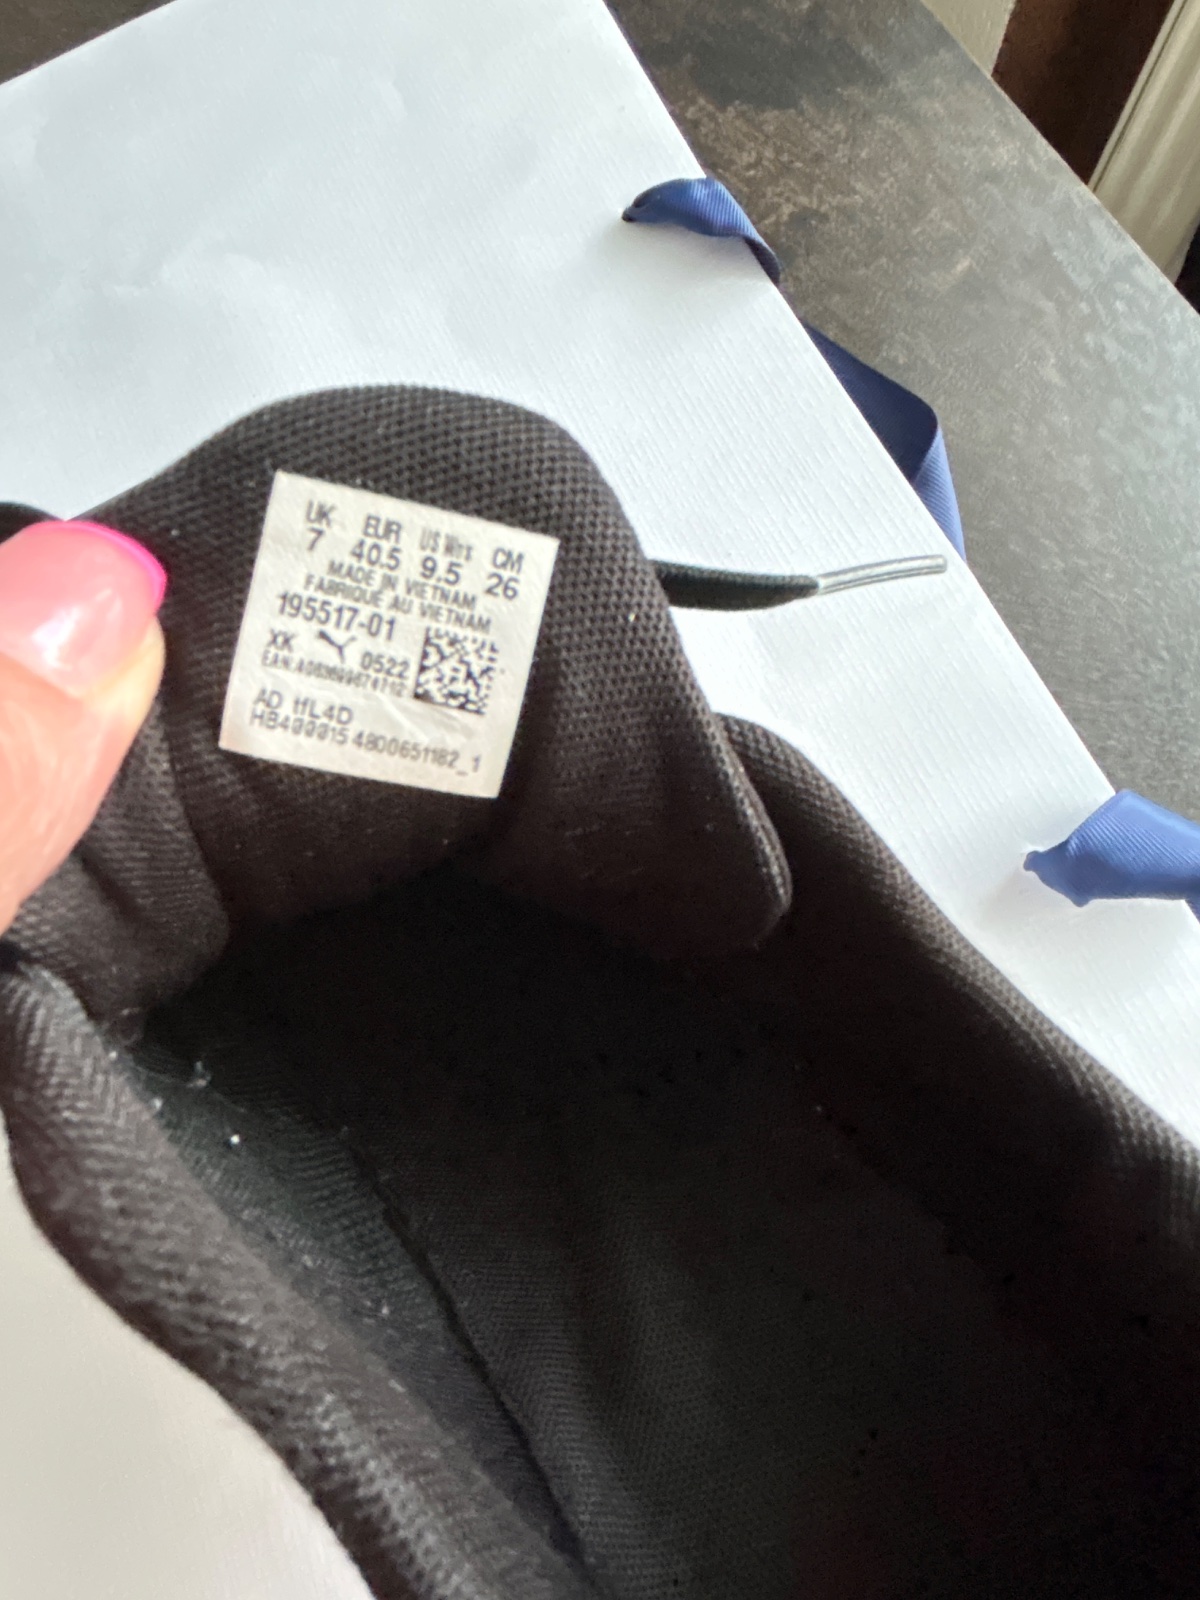 UK EUR US Wns CM
7 40.5 9.5 26
MADE IN VIETNAM
FABRIQUÉ AU VIETNAM
195517-01
XK 0522
AD tfL4D
HB400015 4800651182_1